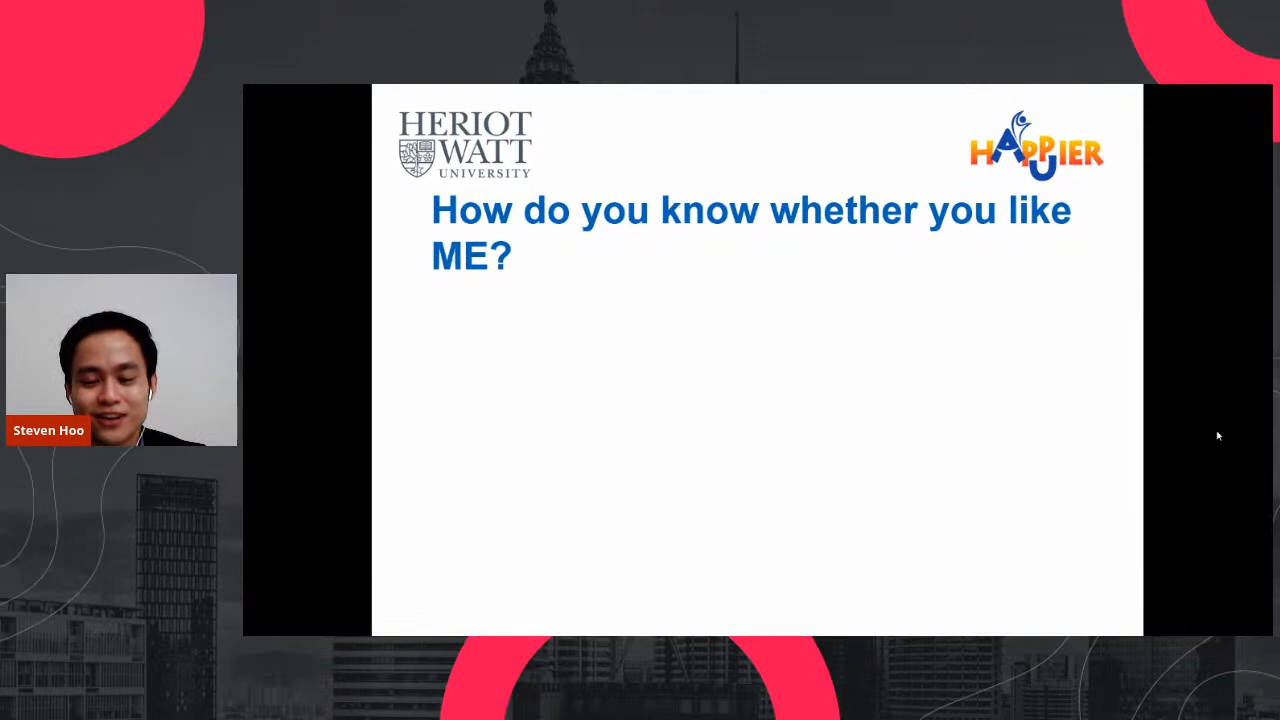 HERIOT
WATT
UNIVERSITY
HAPPIER
U
How do you know whether you like
ME?
Steven Hoo